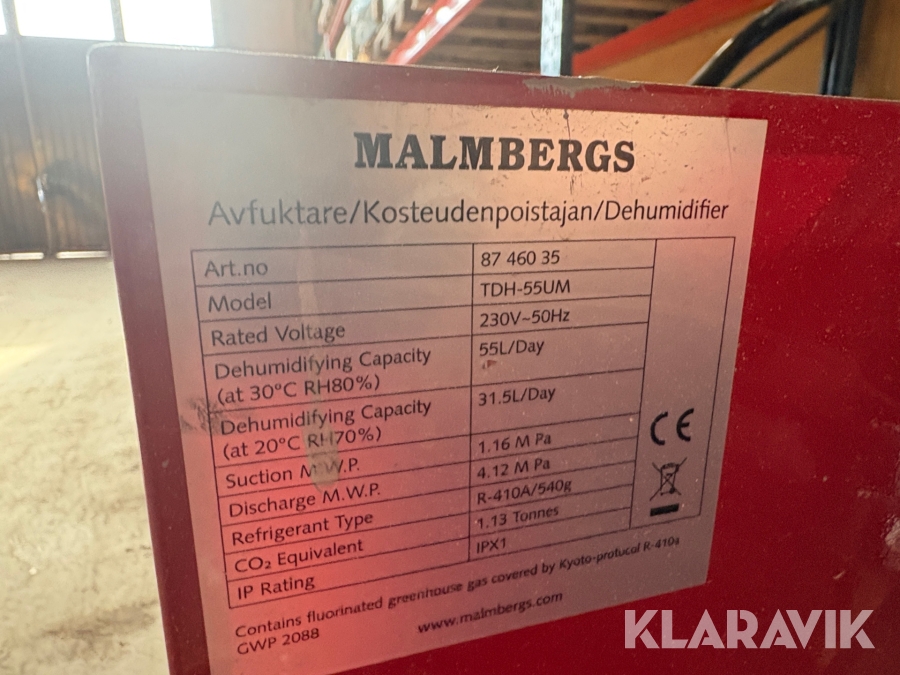 MALMBERGS
Avfuktare/Kosteudenpoistajan/Dehumidifier
Art.no 87 460 35
Model TDH-55UM
Rated Voltage 230V~50Hz
Dehumidifying Capacity 55L/Day
(at 30°C RH80%)
Dehumidifying Capacity 31.5L/Day
(at 20°C RH70%)
Suction M.W.P. 1.16 M Pa
Discharge M.W.P. 4.12 M Pa
Refrigerant Type R-410A/540g
CO₂ Equivalent 1.13 Tonnes
IP Rating IPX1
CE
Contains fluorinated greenhouse gas covered by Kyoto-protucol R-410a
GWP 2088
www.malmbergs.com
KLARAVIK